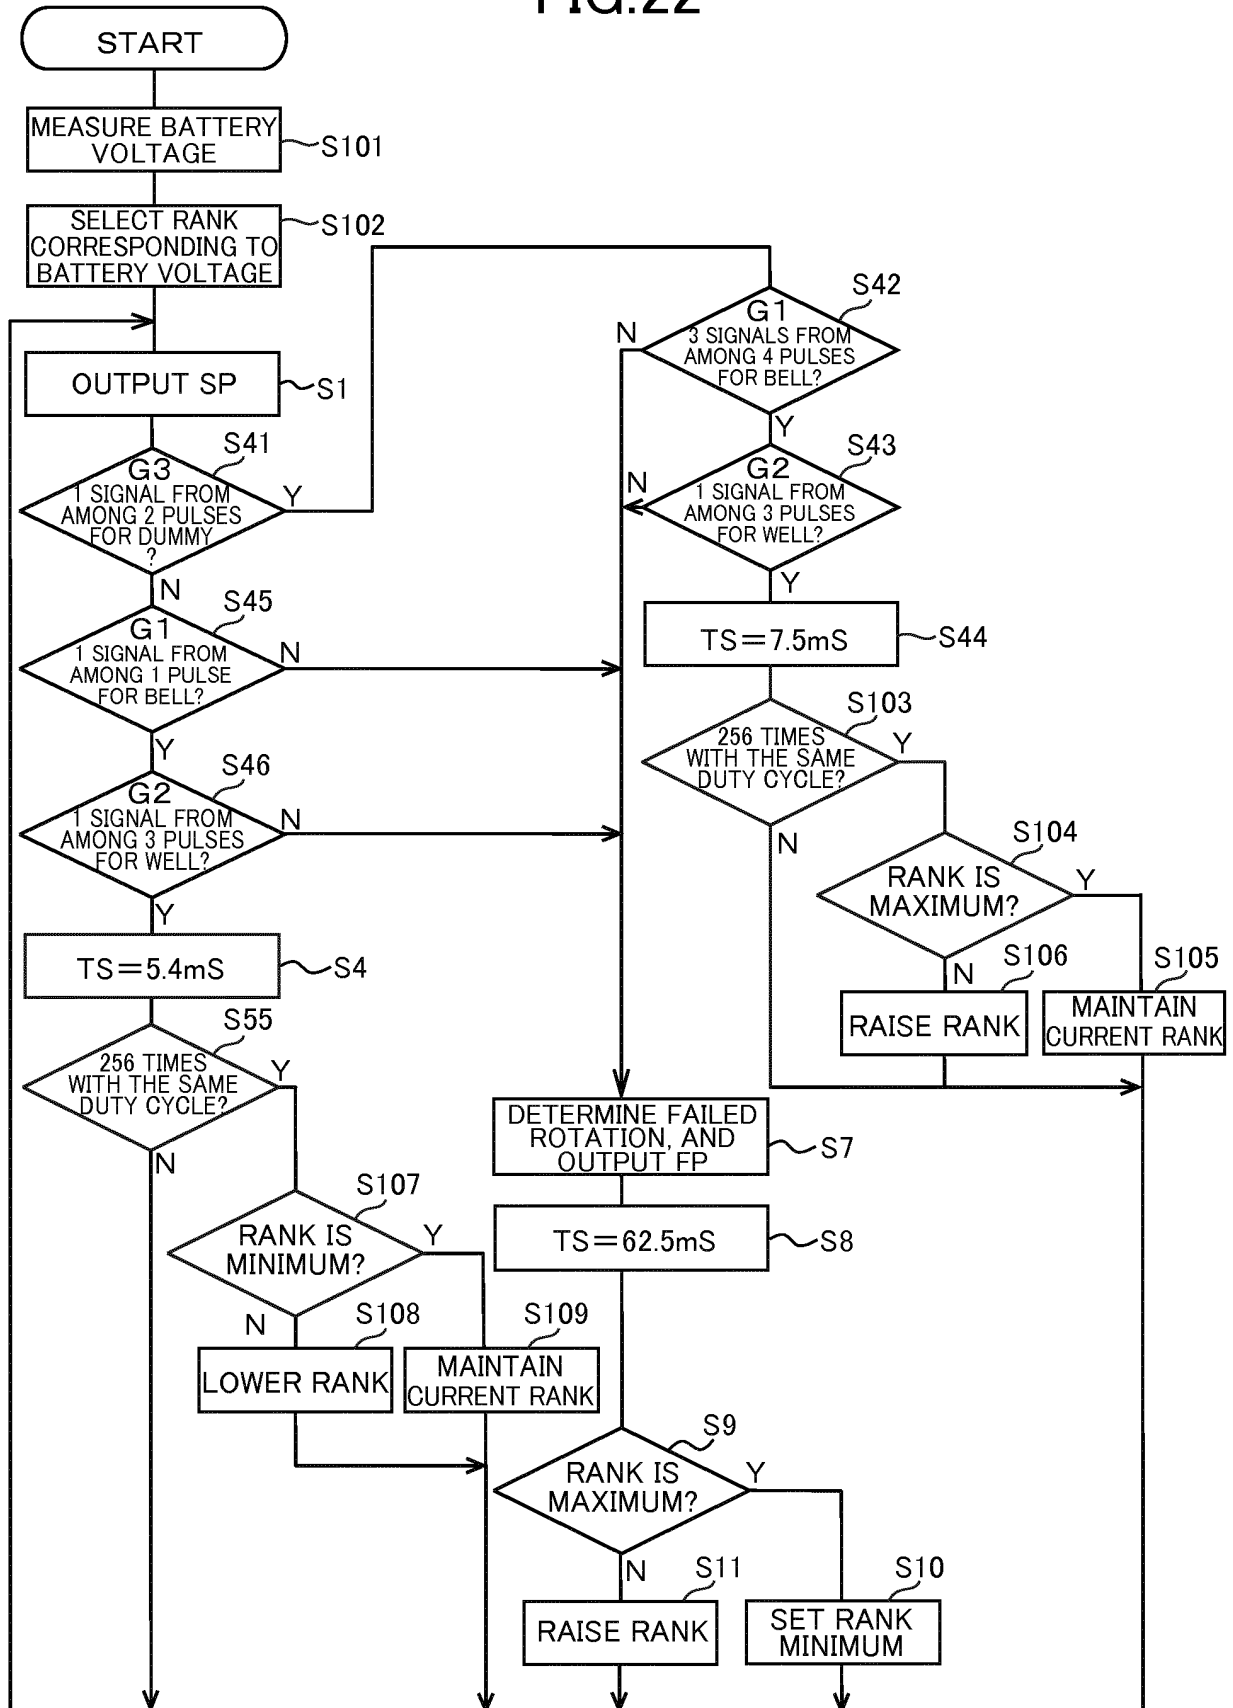 FIG.22
START
MEASURE BATTERY
VOLTAGE
S101
SELECT RANK
CORRESPONDING TO
BATTERY VOLTAGE
S102
OUTPUT SP
S1
S41
G3
1 SIGNAL FROM
AMONG 2 PULSES
FOR DUMMY
?
Y
N
S45
G1
1 SIGNAL FROM
AMONG 1 PULSE
FOR BELL?
N
Y
S46
G2
1 SIGNAL FROM
AMONG 3 PULSES
FOR WELL?
N
Y
TS=5.4mS
S4
S55
256 TIMES
WITH THE SAME
DUTY CYCLE?
Y
N
S107
RANK IS
MINIMUM?
Y
N
S108
LOWER RANK
S109
MAINTAIN
CURRENT RANK
S42
G1
3 SIGNALS FROM
AMONG 4 PULSES
FOR BELL?
N
Y
S43
G2
1 SIGNAL FROM
AMONG 3 PULSES
FOR WELL?
N
Y
TS=7.5mS
S44
S103
256 TIMES
WITH THE SAME
DUTY CYCLE?
Y
N
S104
RANK IS
MAXIMUM?
Y
N
S106
RAISE RANK
S105
MAINTAIN
CURRENT RANK
DETERMINE FAILED
ROTATION, AND
OUTPUT FP
S7
TS=62.5mS
S8
S9
RANK IS
MAXIMUM?
Y
N
S11
RAISE RANK
S10
SET RANK
MINIMUM